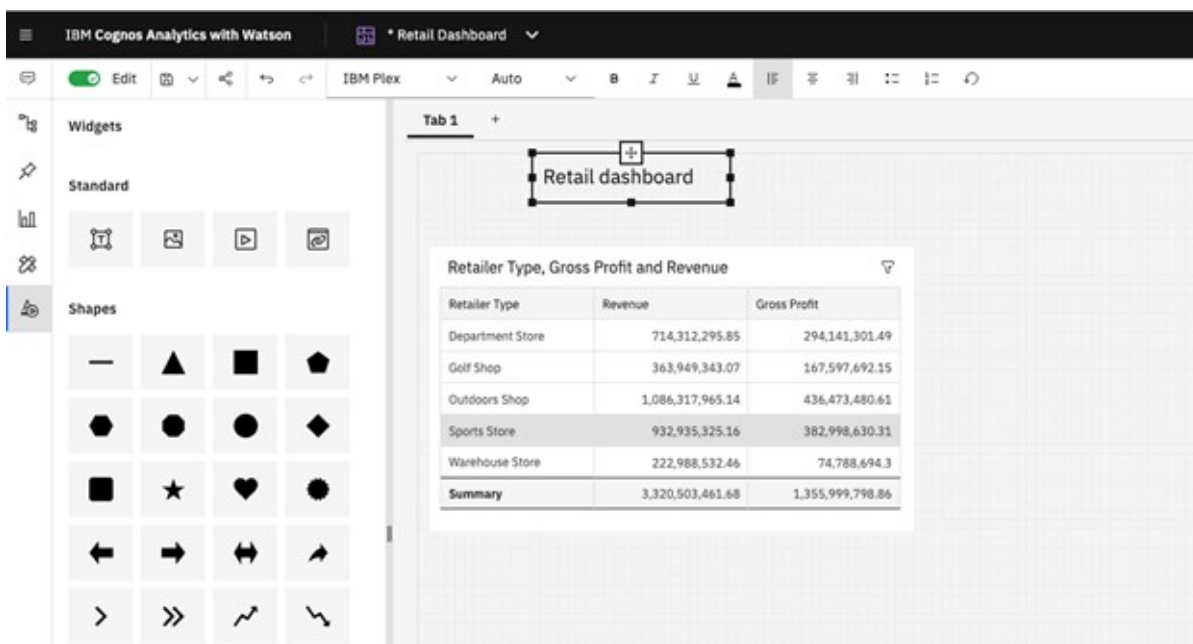 IBM Cognos Analytics with Watson * Retail Dashboard
Edit IBM Plex Auto B I U A
Widgets
Tab 1 +
Standard
Retail dashboard
Shapes
Retailer Type, Gross Profit and Revenue
Retailer Type Revenue Gross Profit
Department Store 714,312,295.85 294,141,301.49
Golf Shop 363,949,343.07 167,597,692.15
Outdoors Shop 1,086,317,965.14 436,473,480.61
Sports Store 932,935,325.16 382,998,630.31
Warehouse Store 222,988,532.46 74,788,694.3
Summary 3,320,503,461.68 1,355,999,798.86